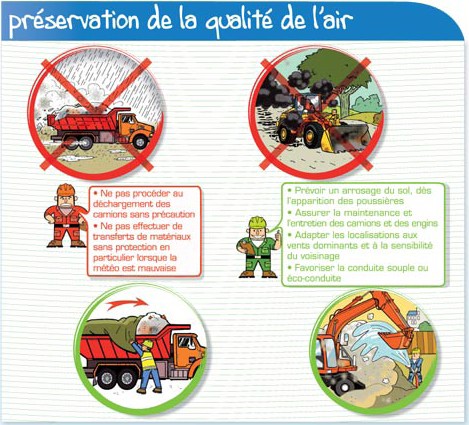 préservation de la qualité de l'air
• Ne pas procéder au
déchargement des
camions sans précaution
• Ne pas effectuer de
transferts de matériaux
sans protection en
particulier lorsque la
météo est mauvaise
• Prévoir un arrosage du sol, dès
l'apparition des poussières
• Assurer la maintenance et
l'entretien des camions et des engins
• Adapter les localisations aux
vents dominants et à la sensibilité
du voisinage
• Favoriser la conduite souple ou
éco-conduite